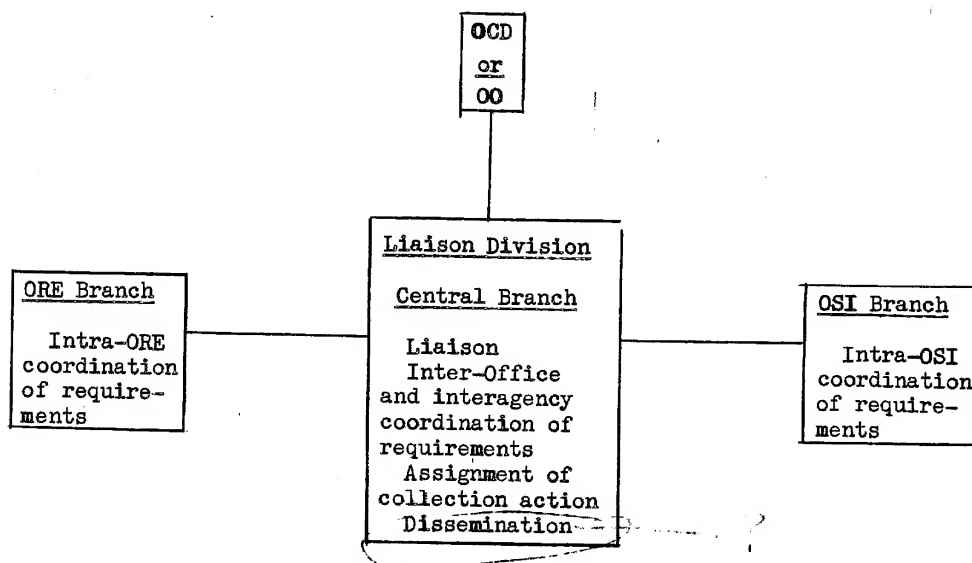 OCD
or
OO
Liaison Division
Central Branch
Liaison
Inter-Office
and interagency
coordination of
requirements
Assignment of
collection action
Dissemination
ORE Branch
Intra-ORE
coordination
of require-
ments
OSI Branch
Intra-OSI
coordination
of require-
ments
?